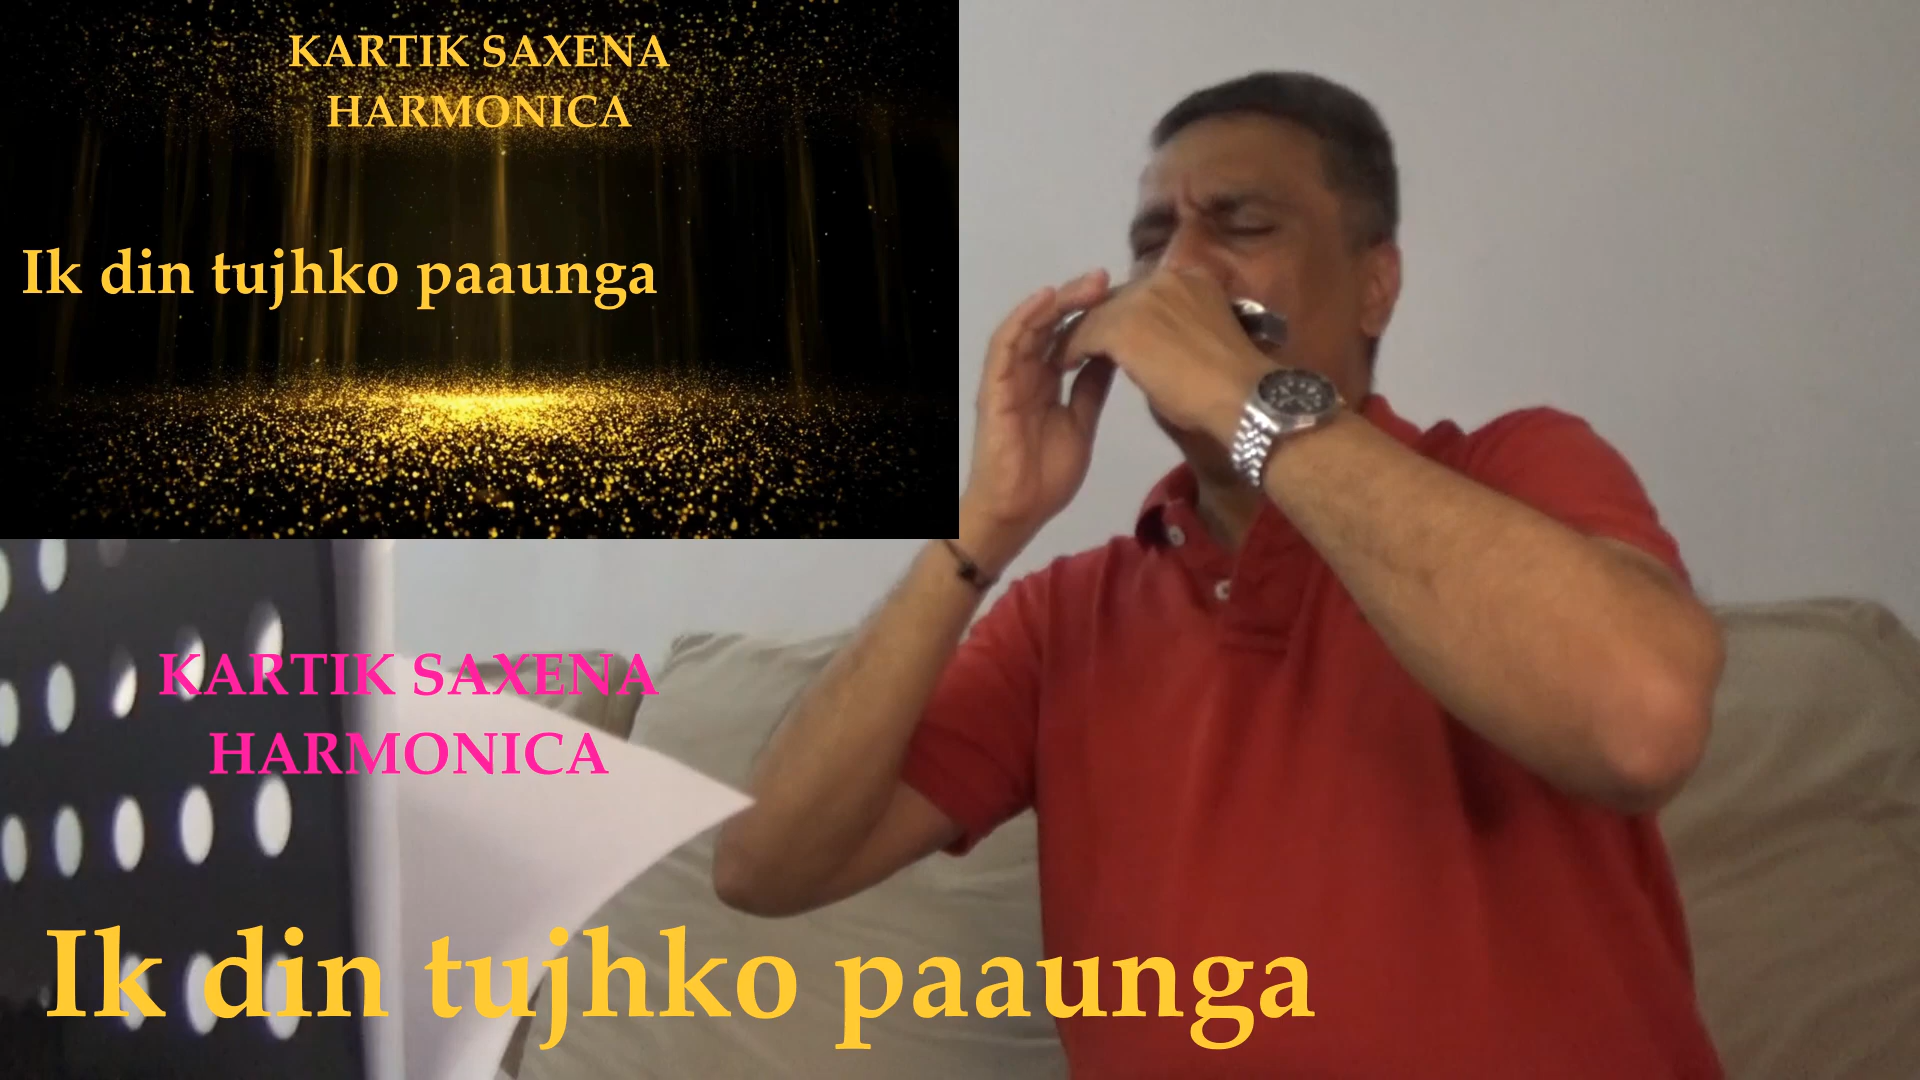 KARTIK SAXENA
HARMONICA
Ik din tujhko paaunga
KARTIK SAXENA
HARMONICA
Ik din tujhko paaunga